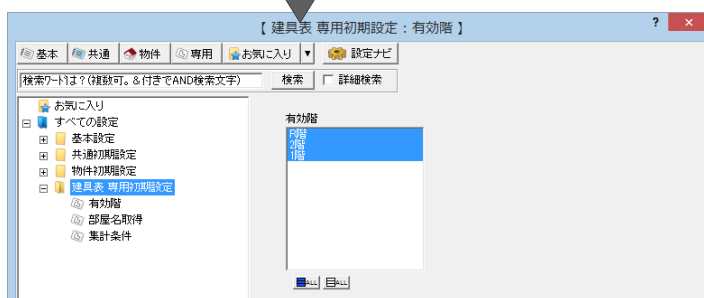 【 建具表 専用初期設定：有効階 】
? ×
基本 共通 物件 専用 お気に入り ▼ 設定ナビ
検索ワードは？(複数可。&付きでAND検索文字) 検索 詳細検索
お気に入り
すべての設定
基本設定
共通初期設定
物件初期設定
建具表 専用初期設定
有効階
部屋名取得
集計条件
有効階
R階
2階
1階
ALL ALL